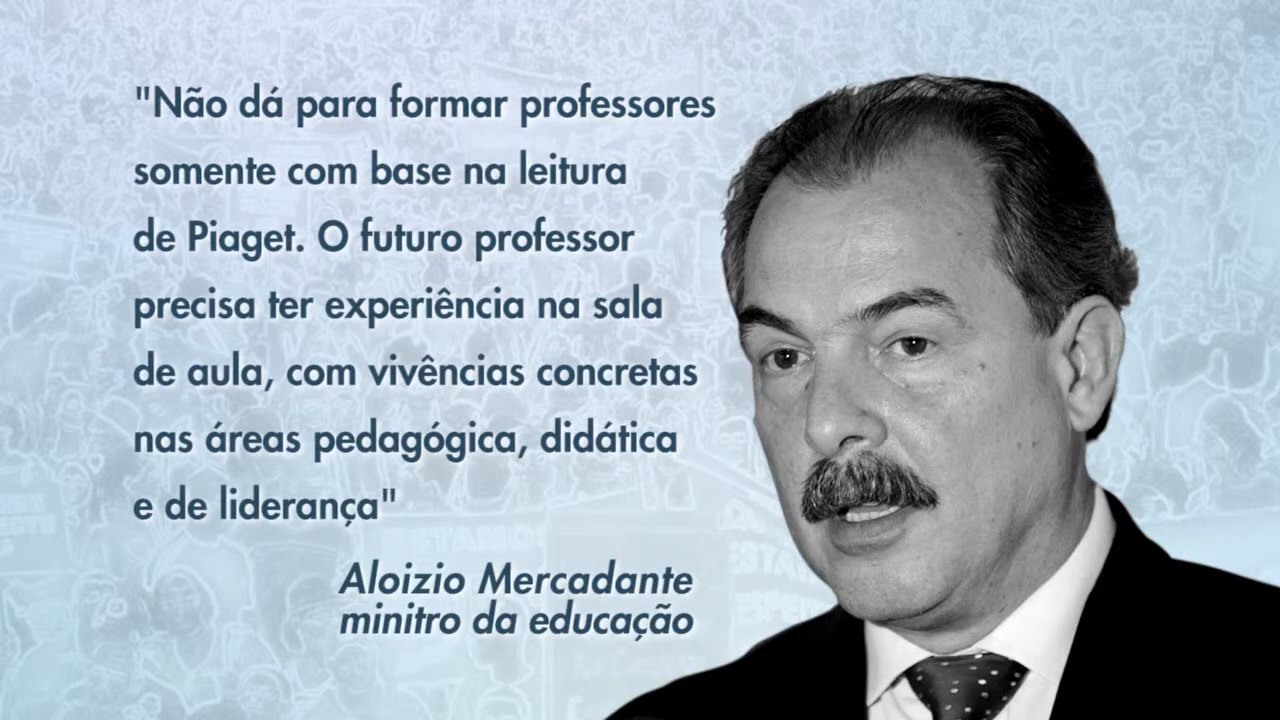 "Não dá para formar professores
somente com base na leitura
de Piaget. O futuro professor
precisa ter experiência na sala
de aula, com vivências concretas
nas áreas pedagógica, didática
e de liderança"
Aloizio Mercadante
minitro da educação